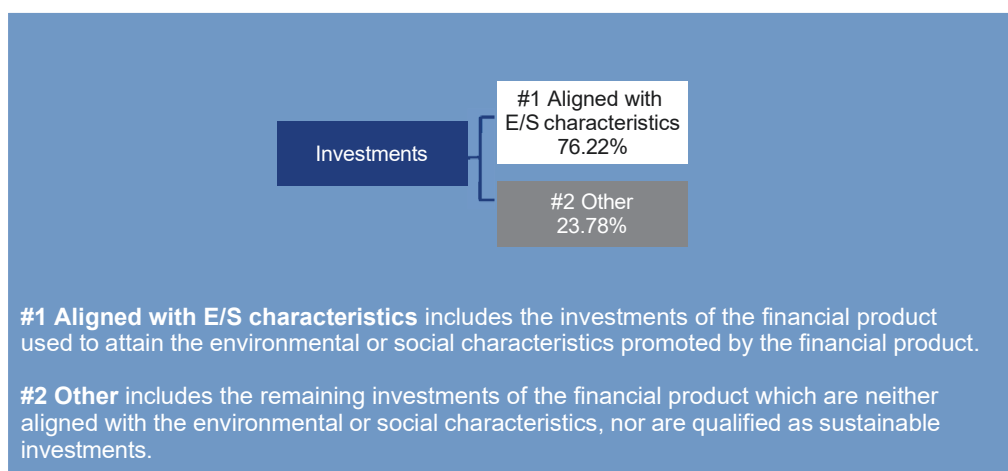 #1 Aligned with
E/S characteristics
76.22%
Investments
#2 Other
23.78%
#1 Aligned with E/S characteristics includes the investments of the financial product
used to attain the environmental or social characteristics promoted by the financial product.
#2 Other includes the remaining investments of the financial product which are neither
aligned with the environmental or social characteristics, nor are qualified as sustainable
investments.